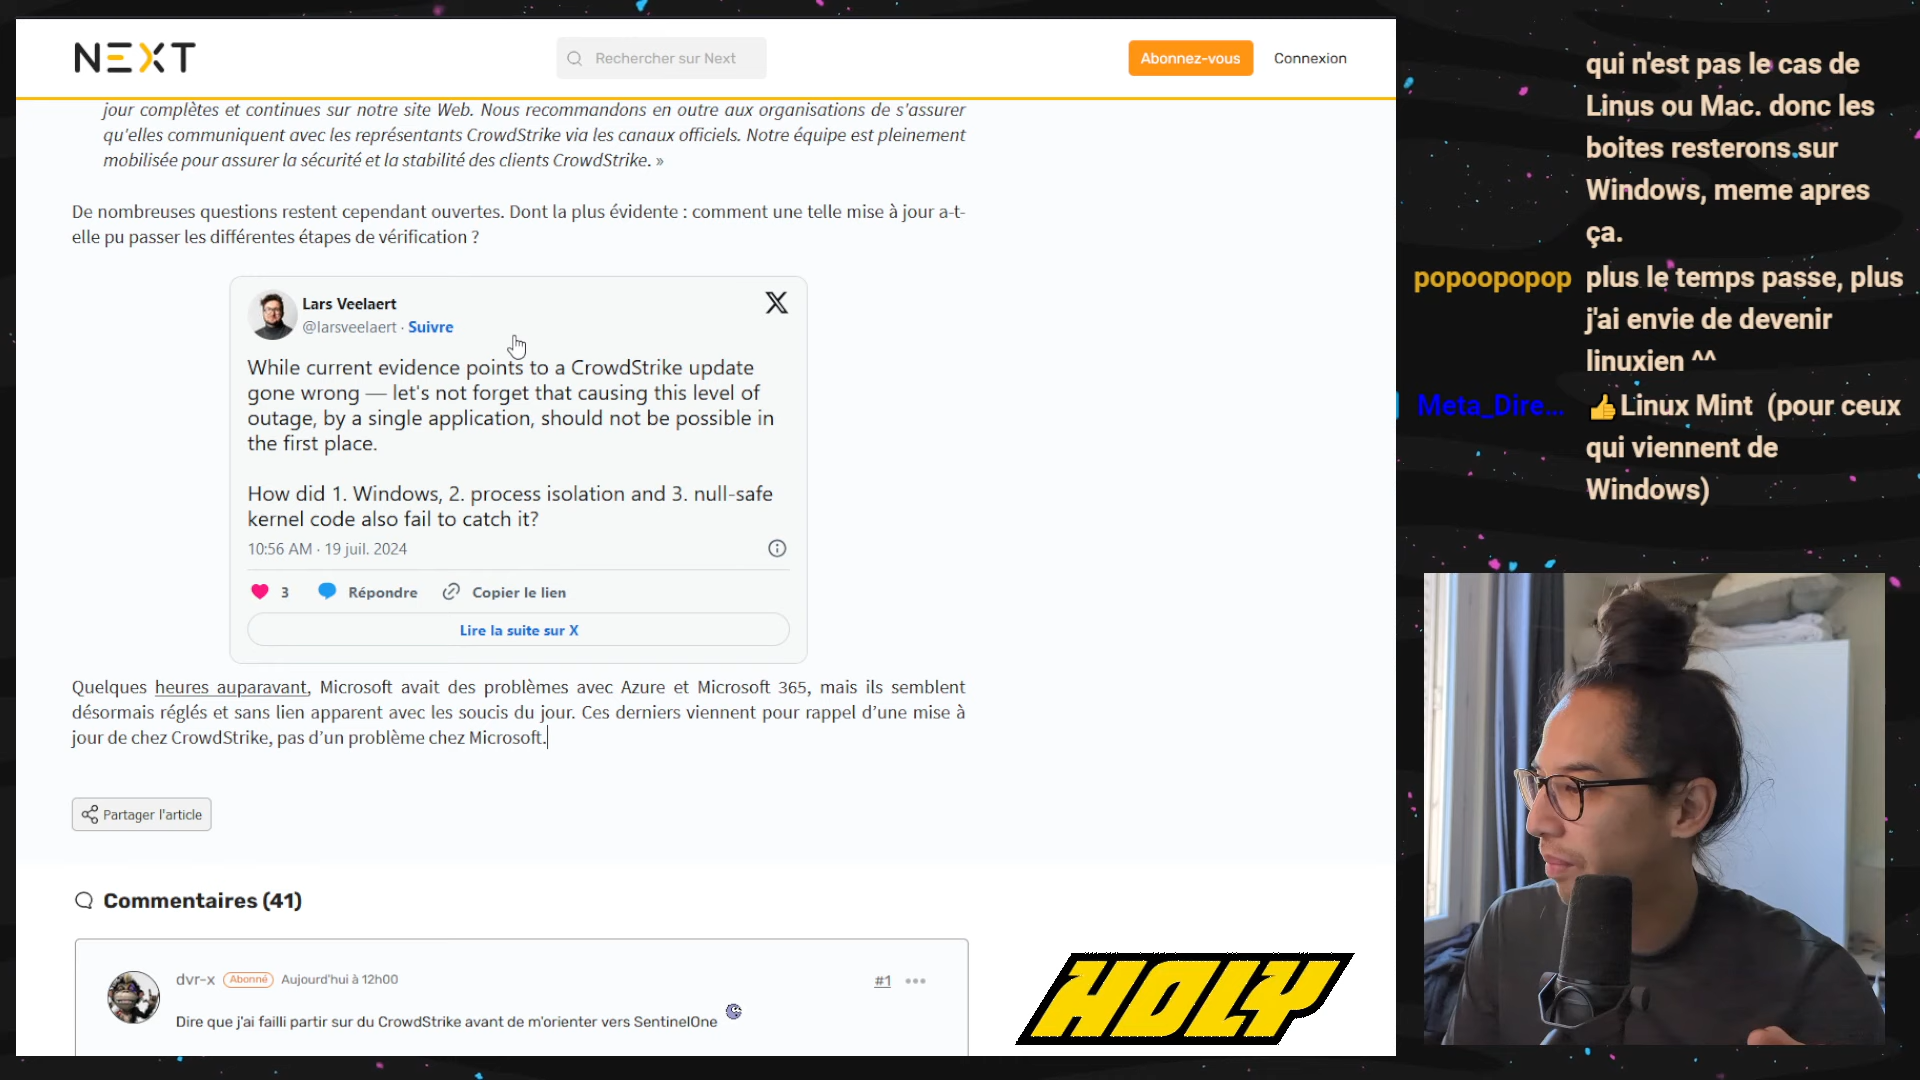 NEXT
Rechercher sur Next
Abonnez-vous
Connexion
jour complètes et continues sur notre site Web. Nous recommandons en outre aux organisations de s'assurer
qu'elles communiquent avec les représentants CrowdStrike via les canaux officiels. Notre équipe est pleinement
mobilisée pour assurer la sécurité et la stabilité des clients CrowdStrike. »
De nombreuses questions restent cependant ouvertes. Dont la plus évidente : comment une telle mise à jour a-t-
elle pu passer les différentes étapes de vérification ?
Lars Veelaert
@larsveelaert · Suivre
While current evidence points to a CrowdStrike update
gone wrong — let's not forget that causing this level of
outage, by a single application, should not be possible in
the first place.
How did 1. Windows, 2. process isolation and 3. null-safe
kernel code also fail to catch it?
10:56 AM · 19 juil. 2024
3
Répondre
Copier le lien
Lire la suite sur X
Quelques heures auparavant, Microsoft avait des problèmes avec Azure et Microsoft 365, mais ils semblent
désormais réglés et sans lien apparent avec les soucis du jour. Ces derniers viennent pour rappel d’une mise à
jour de chez CrowdStrike, pas d’un problème chez Microsoft.
Partager l'article
Commentaires (41)
dvr-x Abonné Aujourd'hui à 12h00
#1
Dire que j'ai failli partir sur du CrowdStrike avant de m'orienter vers SentinelOne
HOLY
qui n'est pas le cas de
Linus ou Mac. donc les
boites resterons sur
Windows, meme apres
ça.
popoopopop plus le temps passe, plus
j'ai envie de devenir
linuxien ^^
Meta_Dire... 👍Linux Mint (pour ceux
qui viennent de
Windows)